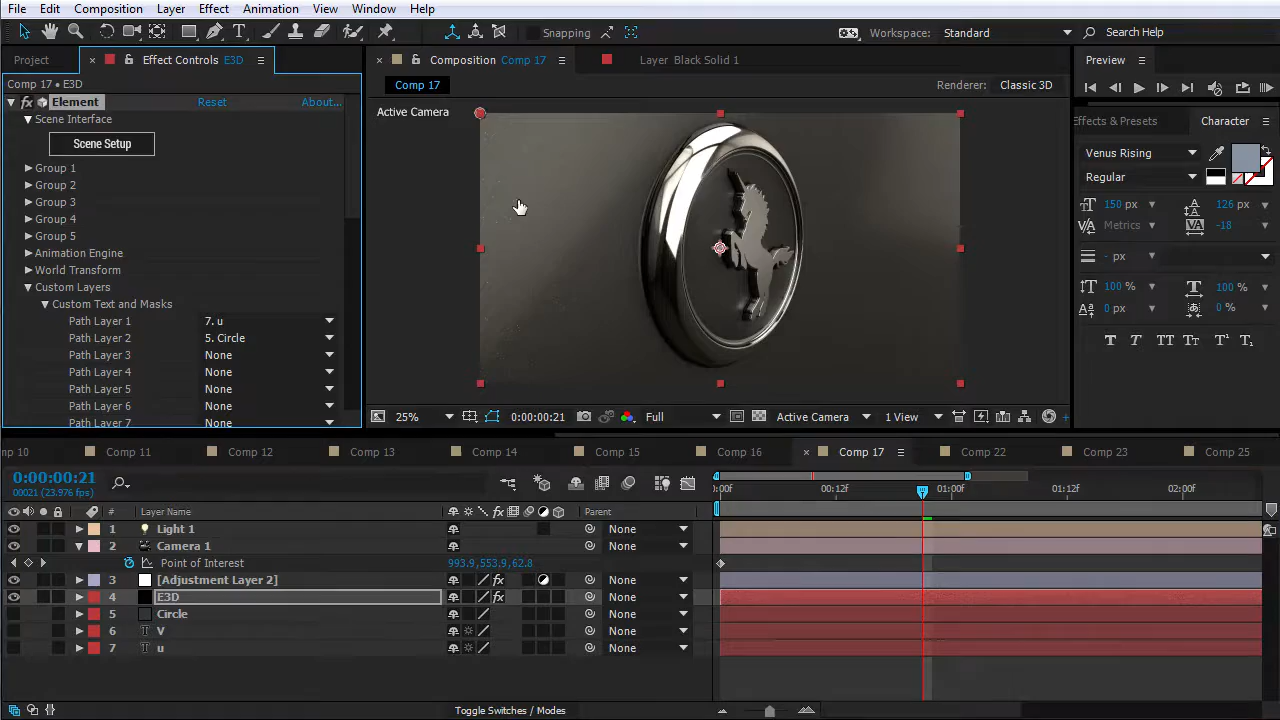 File Edit Composition Layer Effect Animation View Window Help
Snapping Workspace: Standard Search Help
Project Effect Controls E3D Composition Comp 17 Layer Black Solid 1 Preview
Comp 17 • E3D Comp 17 Renderer: Classic 3D
Element Reset About...
Active Camera
Effects & Presets Character
Scene Interface
Scene Setup
Venus Rising
Regular
Group 1
Group 2
Group 3
Group 4
Group 5
150 px 126 px
Metrics -18
- px
100 % 100 %
0 px 0 %
T T TT Tt T¹ T₁
Animation Engine
World Transform
Custom Layers
Custom Text and Masks
Path Layer 1 7. u
Path Layer 2 5. Circle
Path Layer 3 None
Path Layer 4 None
Path Layer 5 None
Path Layer 6 None
Path Layer 7 None
25% 0:00:00:21 Full Active Camera 1 View
mp 10 Comp 11 Comp 12 Comp 13 Comp 14 Comp 15 Comp 16 Comp 17 Comp 22 Comp 23 Comp 25
0:00:00:21
00021 (23.976 fps)
:00f 00:12f 01:00f 01:12f 02:00f
# Layer Name Parent
1 Light 1 None
2 Camera 1 None
Point of Interest 993.9,553.9,62.8
3 [Adjustment Layer 2] fx None
4 E3D fx None
5 Circle None
6 T V None
7 T u None
Toggle Switches / Modes